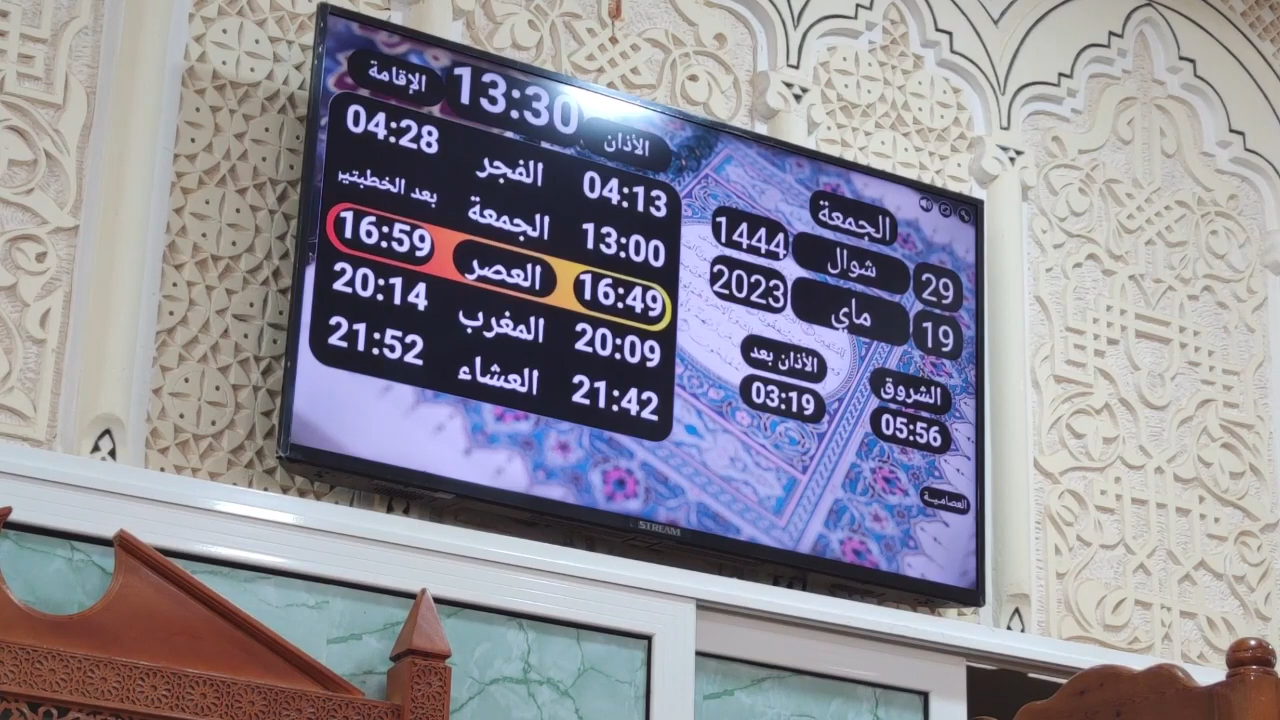 الإقامة 13:30 الأذان
04:13 الفجر 04:28
13:00 الجمعة بعد الخطبتين
16:49 العصر 16:59
20:09 المغرب 20:14
21:42 العشاء 21:52
الجمعة
29 شوال 1444
19 ماي 2023
الأذان بعد
03:19
الشروق
05:56
العصامية
STREAM